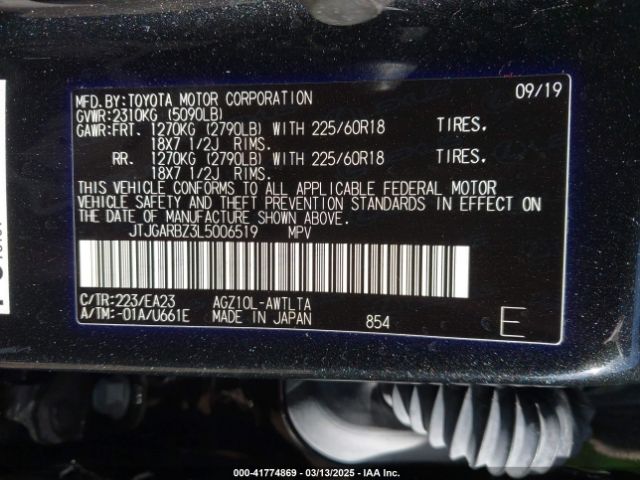 MFD.BY:TOYOTA MOTOR CORPORATION 09/19
GVWR:2310KG (5090LB)
GAWR:FRT. 1270KG (2790LB) WITH 225/60R18 TIRES.
18X7 1/2J RIMS.
RR. 1270KG (2790LB) WITH 225/60R18 TIRES.
18X7 1/2J RIMS.
THIS VEHICLE CONFORMS TO ALL APPLICABLE FEDERAL MOTOR
VEHICLE SAFETY AND THEFT PREVENTION STANDARDS IN EFFECT ON
THE DATE OF MANUFACTURE SHOWN ABOVE.
JTJGARBZ3L5006519 MPV
C/TR:223/EA23 AGZ10L-AWTLTA
A/TM:-01A/U661E MADE IN JAPAN 854 E
000-41774869 - 03/13/2025 - IAA Inc.